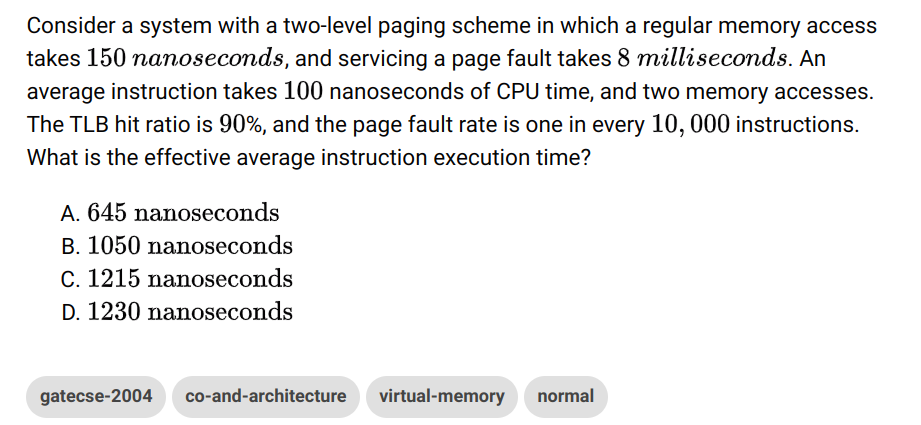 Consider a system with a two-level paging scheme in which a regular memory access
takes 150 nanoseconds, and servicing a page fault takes 8 milliseconds. An
average instruction takes 100 nanoseconds of CPU time, and two memory accesses.
The TLB hit ratio is 90%, and the page fault rate is one in every 10, 000 instructions.
What is the effective average instruction execution time?
A. 645 nanoseconds
B. 1050 nanoseconds
C. 1215 nanoseconds
D. 1230 nanoseconds
gatecse-2004 co-and-architecture virtual-memory normal